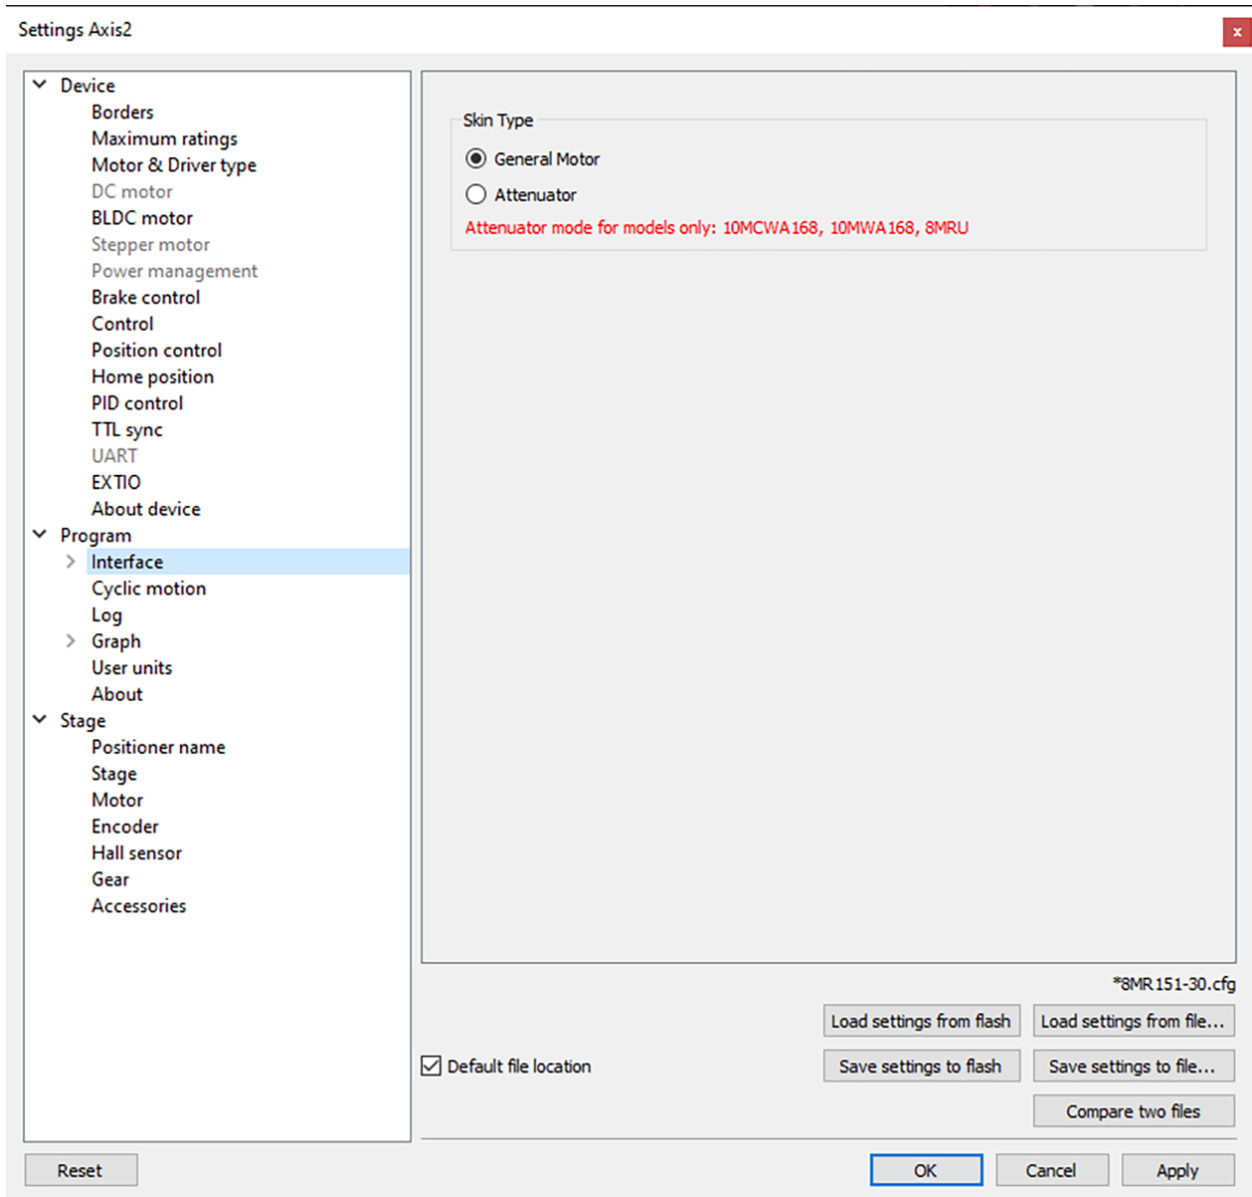 Settings Axis2
x
Device
Borders
Maximum ratings
Motor & Driver type
DC motor
BLDC motor
Stepper motor
Power management
Brake control
Control
Position control
Home position
PID control
TTL sync
UART
EXTIO
About device
Program
Interface
Cyclic motion
Log
Graph
User units
About
Stage
Positioner name
Stage
Motor
Encoder
Hall sensor
Gear
Accessories
Skin Type
General Motor
Attenuator
Attenuator mode for models only: 10MCWA168, 10MWA168, 8MRU
*8MR151-30.cfg
Load settings from flash
Load settings from file...
Default file location
Save settings to flash
Save settings to file...
Compare two files
Reset
OK
Cancel
Apply